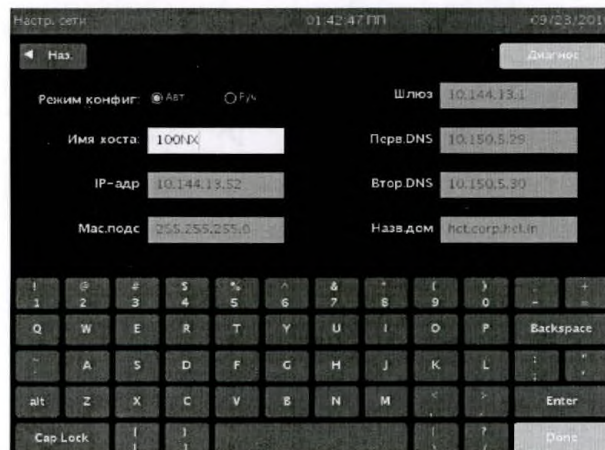 Настр. сети 01:42:47 ПП 09/23/201
◄ Наз. Диагнос
Режим конфиг: Авт Руч Шлюз 10.144.13.1
Имя хоста: 100NX Перв.DNS 10.150.5.29
IP-адр 10.144.13.52 Втор.DNS 10.150.5.30
Мас.подс 255.255.255.0 Назв.дом hct.corp.hcl.in
! @ # $ % ^ & * ( ) _ +
1 2 3 4 5 6 7 8 9 0 - =
Q W E R T Y U I O P Backspace
~ A S D F G H J K L : "
alt Z X C V B N M < > Enter
Cap Lock { } | ? Done
[ ] \ /